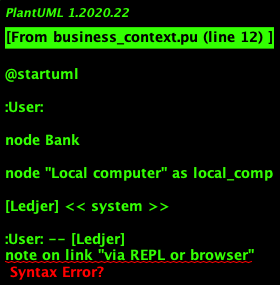 PlantUML 1.2020.22
[From business_context.pu (line 12) ]
@startuml
:User:
node Bank
node "Local computer" as local_comp
[Ledjer] << system >>
:User: -- [Ledjer]
note on link "via REPL or browser"
Syntax Error?